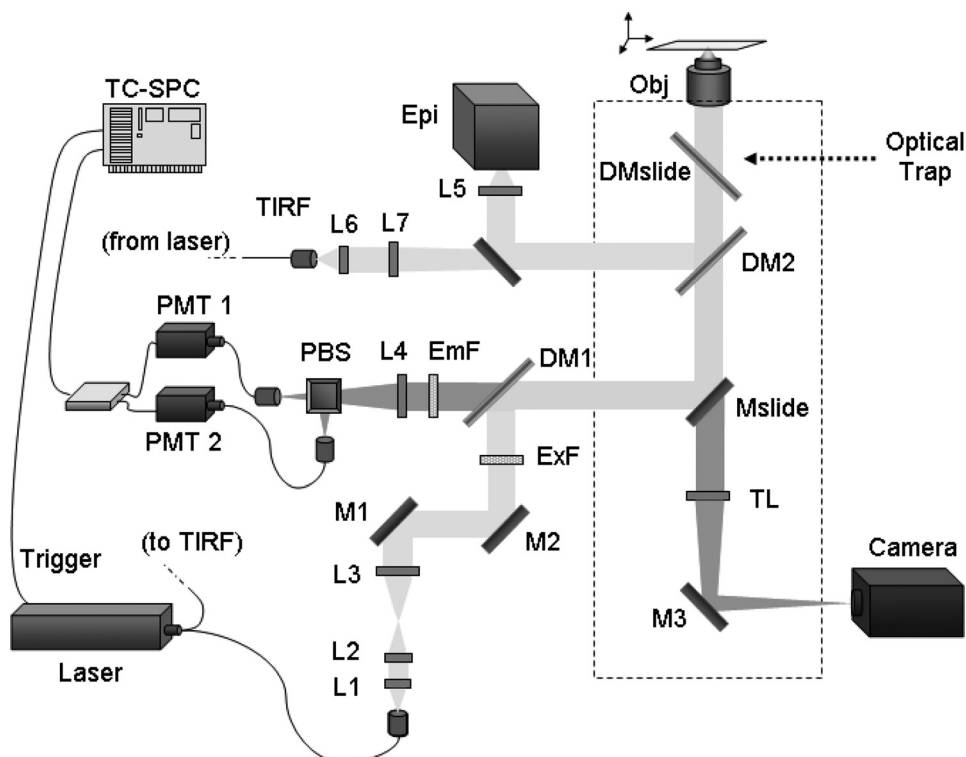 TC-SPC
Epi
Obj
DMslide
Optical
Trap
L5
TIRF
L6
L7
(from laser)
DM2
PMT 1
PBS
L4
EmF
DM1
Mslide
PMT 2
ExF
M1
TL
M2
(to TIRF)
Trigger
Camera
L3
M3
L2
Laser
L1